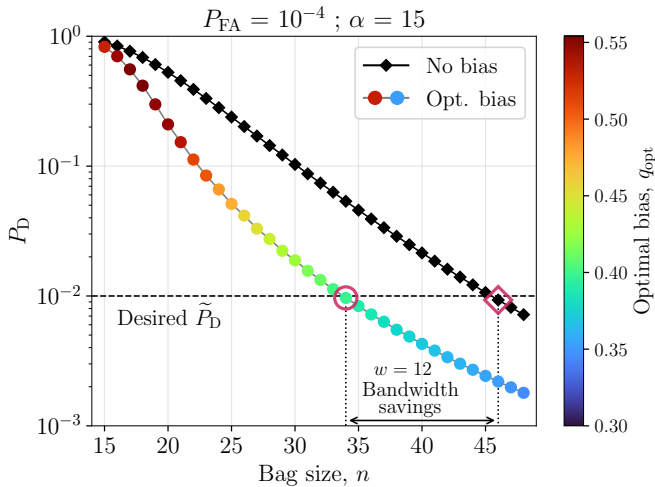 P_FA = 10^-4 ; α = 15
No bias
Opt. bias
P_D
10^0
10^-1
10^-2
10^-3
Desired P̃_D
w = 12
Bandwidth
savings
15 20 25 30 35 40 45
Bag size, n
0.55
0.50
0.45
0.40
0.35
0.30
Optimal bias, q_opt